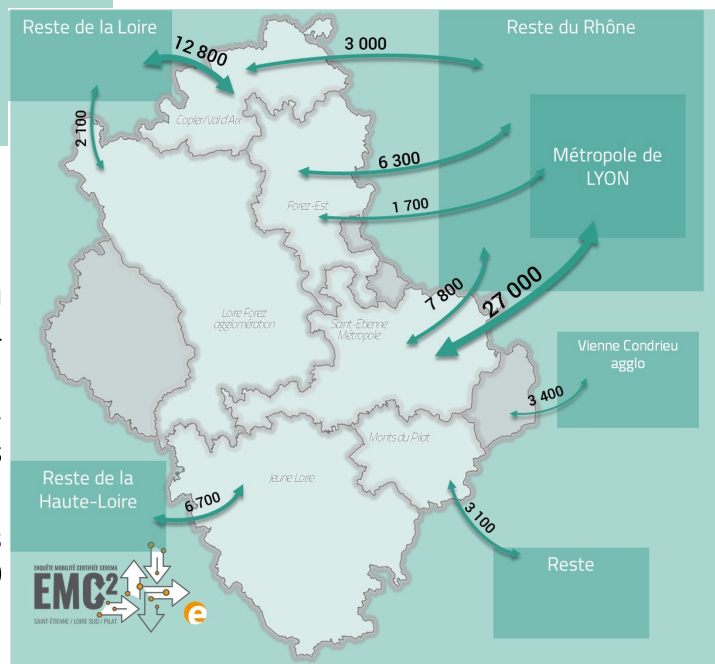 Reste de la Loire
12 800
3 000
Reste du Rhône
2 100
Copler/Val d'Aix
6 300
Métropole de
LYON
Forez-Est
1 700
7 800
27 000
Loire Forez
agglomération
Saint-Etienne
Métropole
Vienne Condrieu
agglo
3 400
Monts du Pilat
Reste de la
Haute-Loire
Jeune Loire
6 700
3 100
Reste
ENQUÊTE MOBILITÉ CERTIFIÉE CEREMA
EMC2
e
SAINT-ÉTIENNE / LOIRE SUD / PILAT